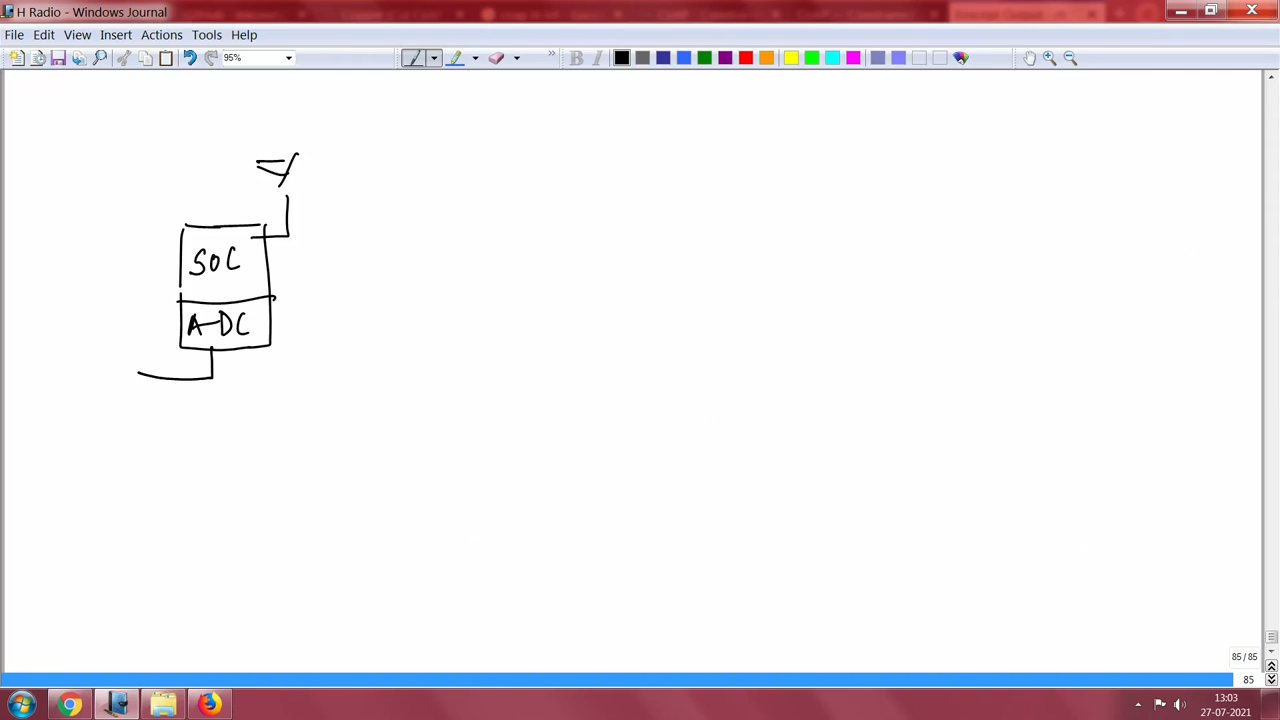 H Radio - Windows Journal
File Edit View Insert Actions Tools Help
95%
B I
SOC
A-DC
85 / 85
85
13:03
27-07-2021